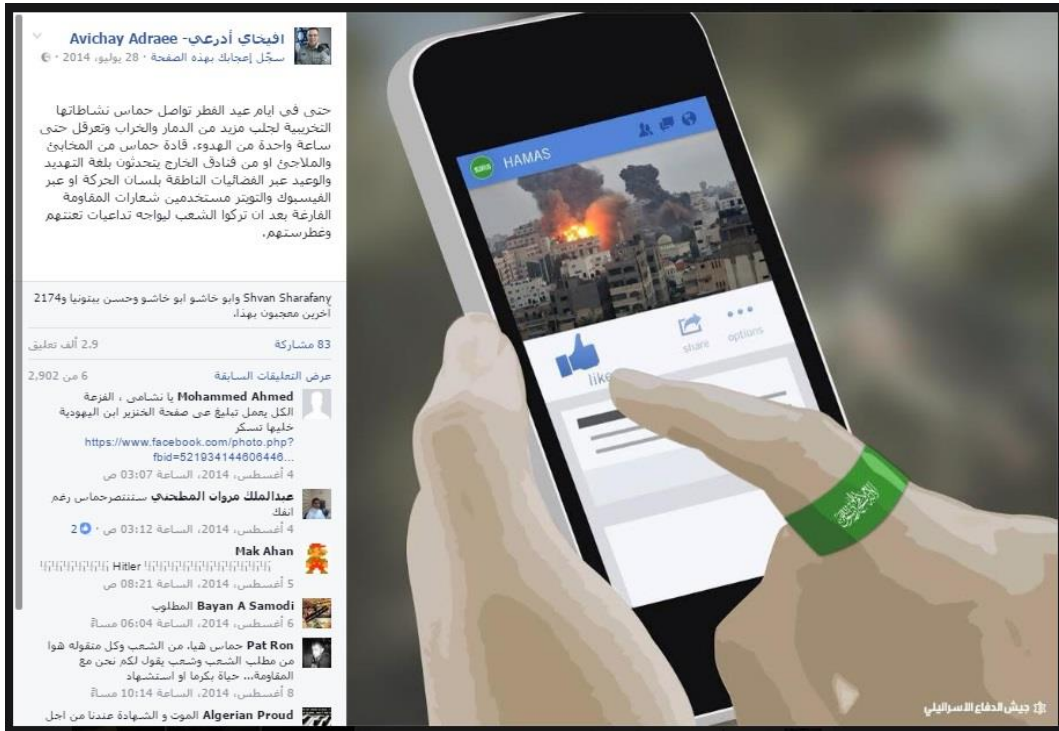 افيخاي أدرعي- Avichay Adraee
سجّل إعجابك بهذه الصفحة · 28 يوليو، 2014 ·
حتى في ايام عيد الفطر تواصل حماس نشاطاتها
التخريبية لجلب مزيد من الدمار والخراب وتعرقل حتى
ساعة واحدة من الهدوء. قادة حماس من المخابئ
والملاجئ او من فنادق الخارج يتحدثون بلغة التهديد
والوعيد عبر الفضائيات الناطقة بلسان الحركة او عبر
الفيسبوك والتويتر مستخدمين شعارات المقاومة
الفارغة بعد ان تركوا الشعب ليواجه تداعيات تعنتهم
وغطرستهم.
Shvan Sharafany وابو خاشو ابو خاشو وحسن بيتونيا و2174
آخرين معجبون بهذا.
83 مشاركة
2.9 ألف تعليق
عرض التعليقات السابقة
6 من 2,902
Mohammed Ahmed يا نشامى ، الفزعة
الكل يعمل تبليغ عى صفحة الخنزير ابن اليهودية
خليها تسكر
https://www.facebook.com/photo.php?
fbid=521934144606446...
4 أغسطس، 2014، الساعة 03:07 ص
عبدالملك مروان المطحني ستنتصرحماس رغم
انفك
4 أغسطس، 2014، الساعة 03:12 ص · 2
Mak Ahan
Hitler
5 أغسطس، 2014، الساعة 08:21 ص
Bayan A Samodi المطلوب
6 أغسطس، 2014، الساعة 06:04 مساءً
Pat Ron حماس هيا، من الشعب وكل متقوله هوا
من مطلب الشعب وشعب يقول لكم نحن مع
المقاومة... حياة بكرما او استشهاد
8 أغسطس، 2014، الساعة 10:14 مساءً
Algerian Proud الموت و الشهادة عندنا من اجل
HAMAS
like
share
options
جيش الدفاع الاسرائيلي